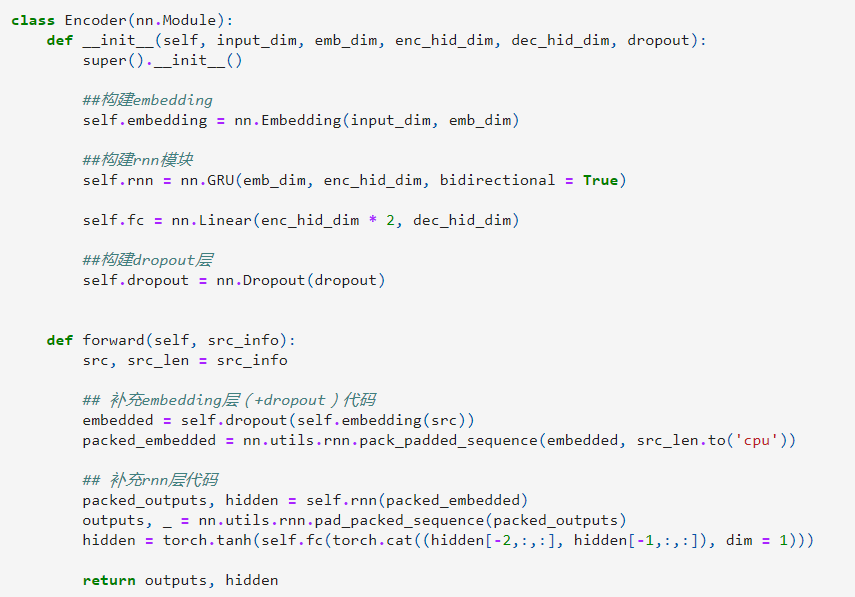 class Encoder(nn.Module):
    def __init__(self, input_dim, emb_dim, enc_hid_dim, dec_hid_dim, dropout):
        super().__init__()
        ##构建embedding
        self.embedding = nn.Embedding(input_dim, emb_dim)
        ##构建rnn模块
        self.rnn = nn.GRU(emb_dim, enc_hid_dim, bidirectional = True)
        self.fc = nn.Linear(enc_hid_dim * 2, dec_hid_dim)
        ##构建dropout层
        self.dropout = nn.Dropout(dropout)
    def forward(self, src_info):
        src, src_len = src_info
        ## 补充embedding层（+dropout）代码
        embedded = self.dropout(self.embedding(src))
        packed_embedded = nn.utils.rnn.pack_padded_sequence(embedded, src_len.to('cpu'))
        ## 补充rnn层代码
        packed_outputs, hidden = self.rnn(packed_embedded)
        outputs, _ = nn.utils.rnn.pad_packed_sequence(packed_outputs)
        hidden = torch.tanh(self.fc(torch.cat((hidden[-2,:,:], hidden[-1,:,:]), dim = 1)))
        return outputs, hidden